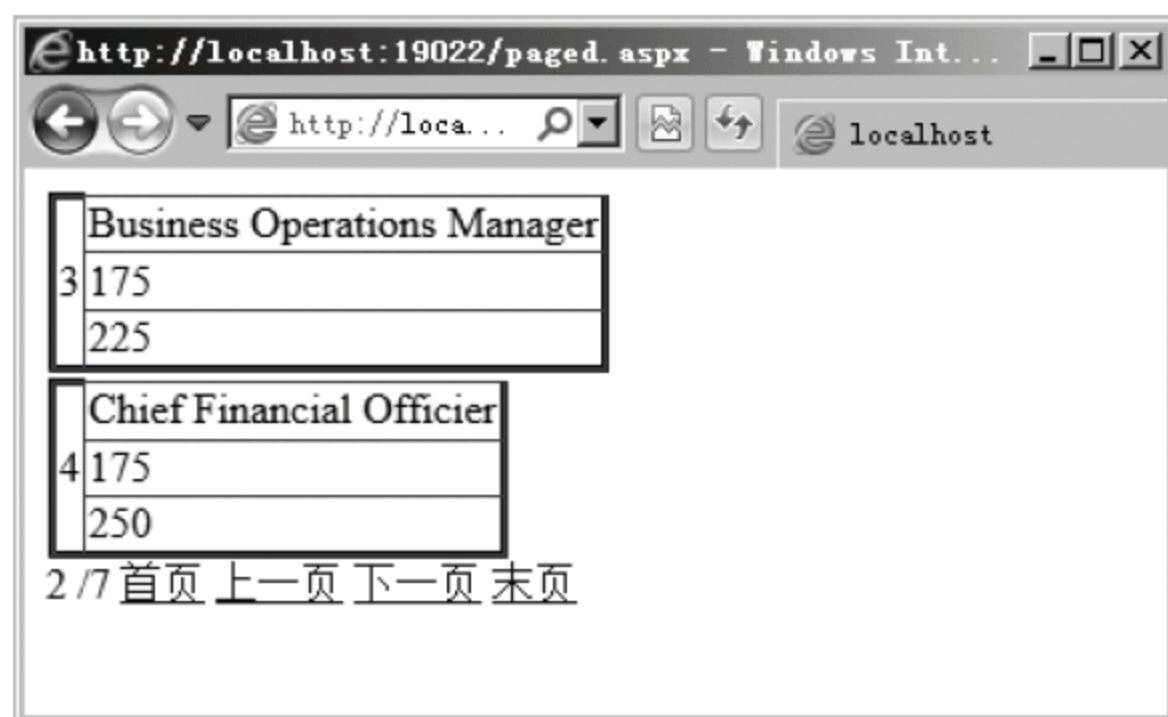 http://localhost:19022/paged.aspx - Windows Int...
http://loca...
localhost
Business Operations Manager
3
175
225
Chief Financial Officier
4
175
250
2 /7 首页 上一页 下一页 末页